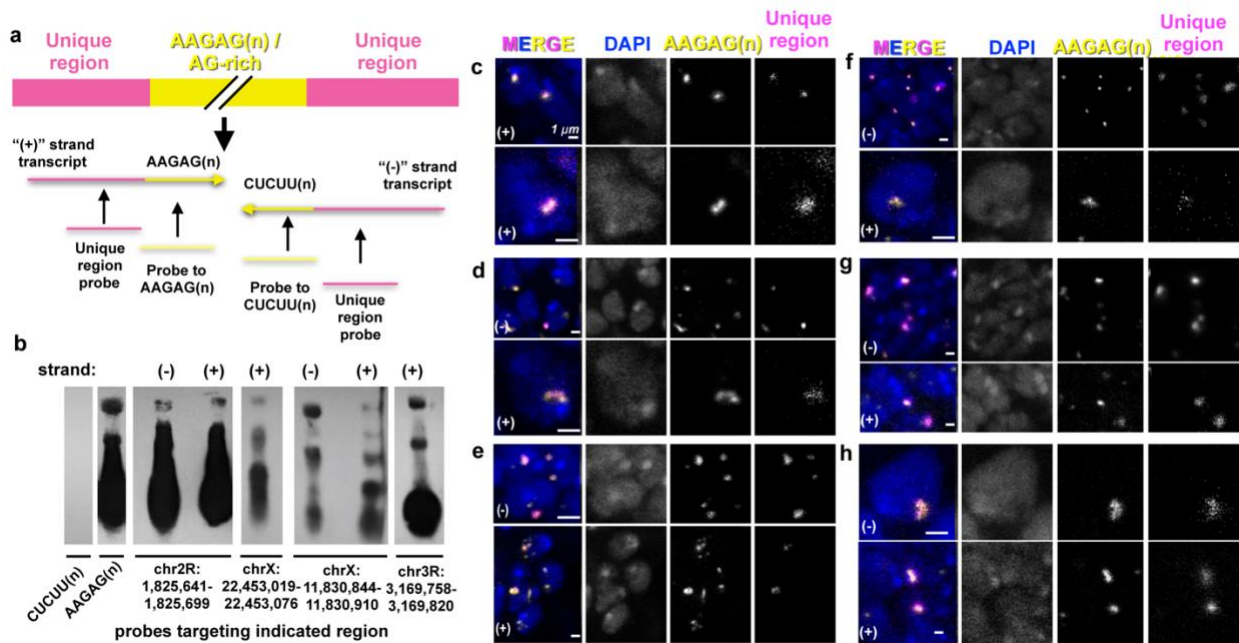 a
Unique
region
AAGAG(n) /
AG-rich
Unique
region
“(+)” strand
transcript
AAGAG(n)
CUCUU(n)
“(-)” strand
transcript
Unique
region
probe
Probe to
AAGAG(n)
Probe to
CUCUU(n)
Unique
region
probe
b
strand: (-) (+) (+) (-) (+) (+)
CUCUU(n)
AAGAG(n)
chr2R:
1,825,641-
1,825,699
chrX:
22,453,019-
22,453,076
chrX:
11,830,844-
11,830,910
chr3R:
3,169,758-
3,169,820
probes targeting indicated region
MERGE DAPI AAGAG(n) Unique
region
c
(+) 1 µm
(+)
d
(-)
(+)
e
(-)
(+)
MERGE DAPI AAGAG(n) Unique
region
f
(-)
(+)
g
(-)
(+)
h
(-)
(+)